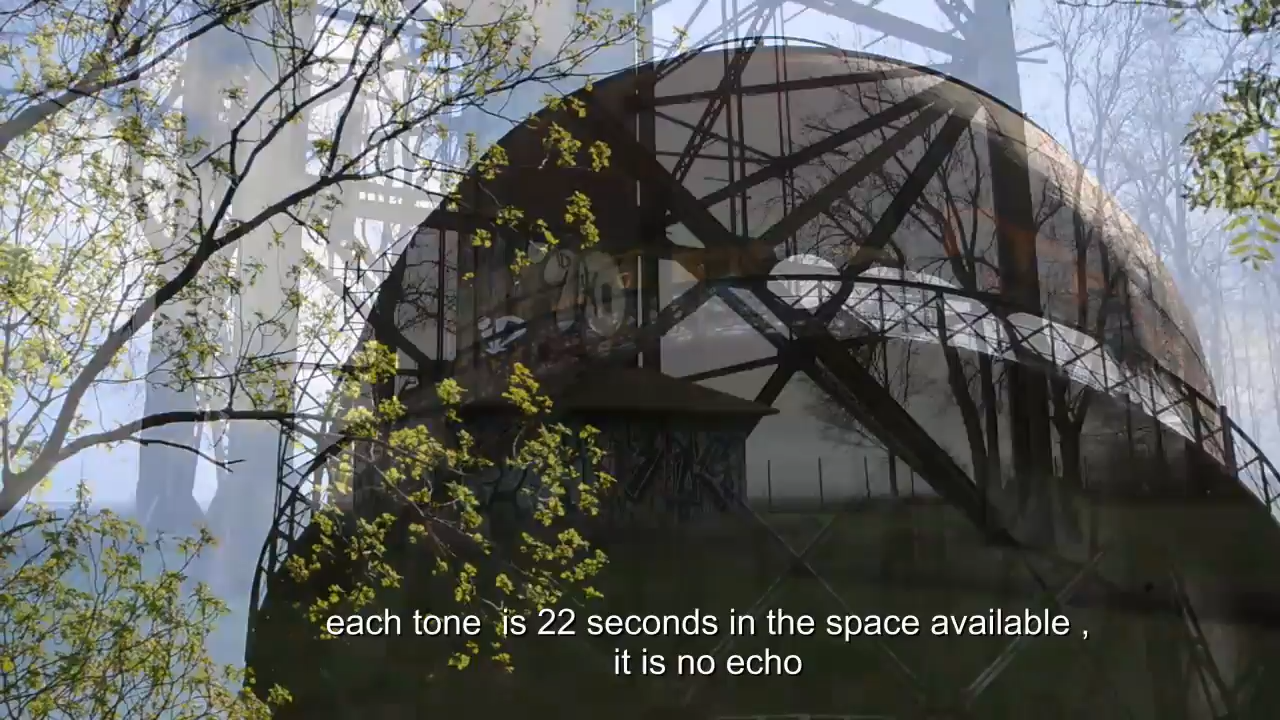 each tone  is 22 seconds in the space available ,
it is no echo